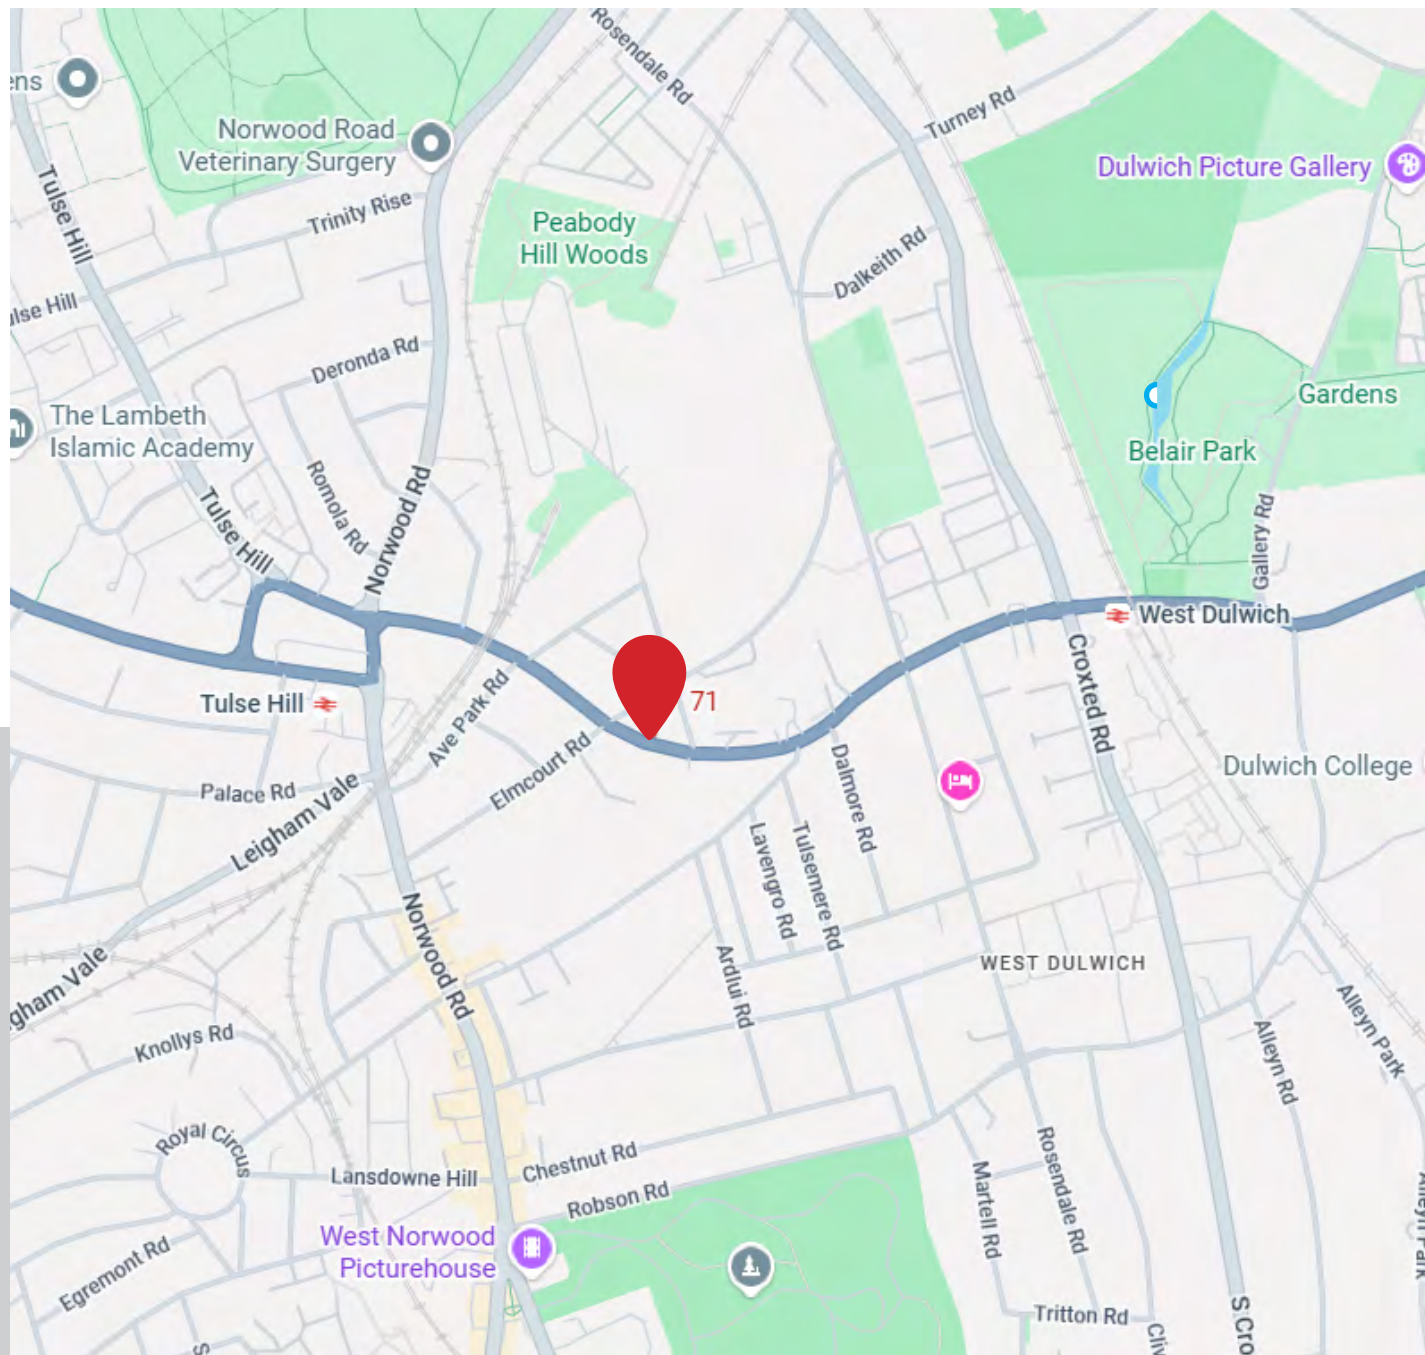 Rosendale Rd
ens
Turney Rd
Norwood Road
Veterinary Surgery
Dulwich Picture Gallery
Tulse Hill
Trinity Rise
Peabody
Hill Woods
Dalkeith Rd
ulse Hill
Deronda Rd
Gardens
The Lambeth
Islamic Academy
Belair Park
Romola Rd
Norwood Rd
Tulse Hill
Gallery Rd
West Dulwich
Croxted Rd
Tulse Hill
71
Ave Park Rd
Elmcourt Rd
Palace Rd
Leigham Vale
Dalmore Rd
Dulwich College
Lavengro Rd
Tulsemere Rd
Norwood Rd
Ardlui Rd
WEST DULWICH
igham Vale
Knollys Rd
Alleyn Park
Alleyn Rd
Royal Circus
Lansdowne Hill
Chestnut Rd
Robson Rd
Martell Rd
Rosendale Rd
Alleyn Park
West Norwood
Picturehouse
Egremont Rd
Tritton Rd
Cliv
S Cro
S